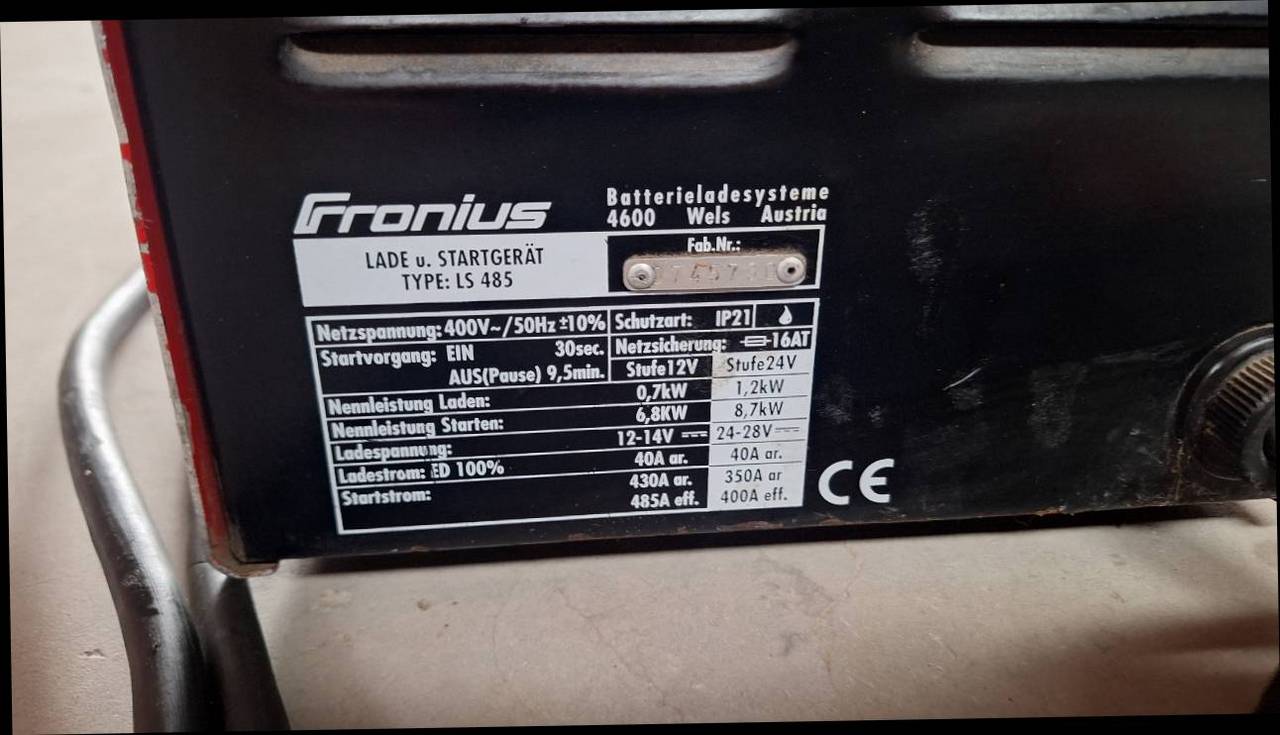 Fronius
Batterieladesysteme
4600 Wels Austria
LADE u. STARTGERÄT
TYPE: LS 485
Fab.Nr.:
Netzspannung: 400V~/50Hz ±10% Schutzart: IP21
Startvorgang: EIN 30sec. Netzsicherung: 16AT
AUS(Pause) 9,5min. Stufe12V Stufe24V
Nennleistung Laden: 0,7kW 1,2kW
Nennleistung Starten: 6,8KW 8,7kW
Ladespannung: 12-14V 24-28V
Ladestrom: ED 100% 40A ar. 40A ar.
Startstrom: 430A ar. 350A ar
485A eff. 400A eff.
CE